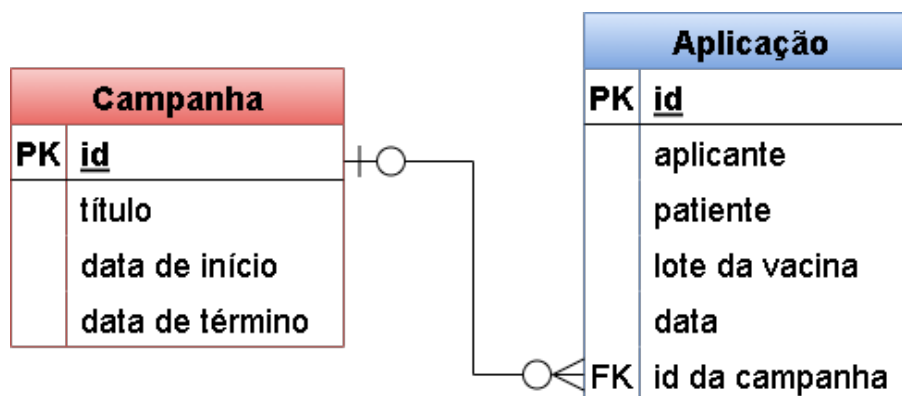 Campanha
PK id
título
data de início
data de término
Aplicação
PK id
aplicante
patiente
lote da vacina
data
FK id da campanha